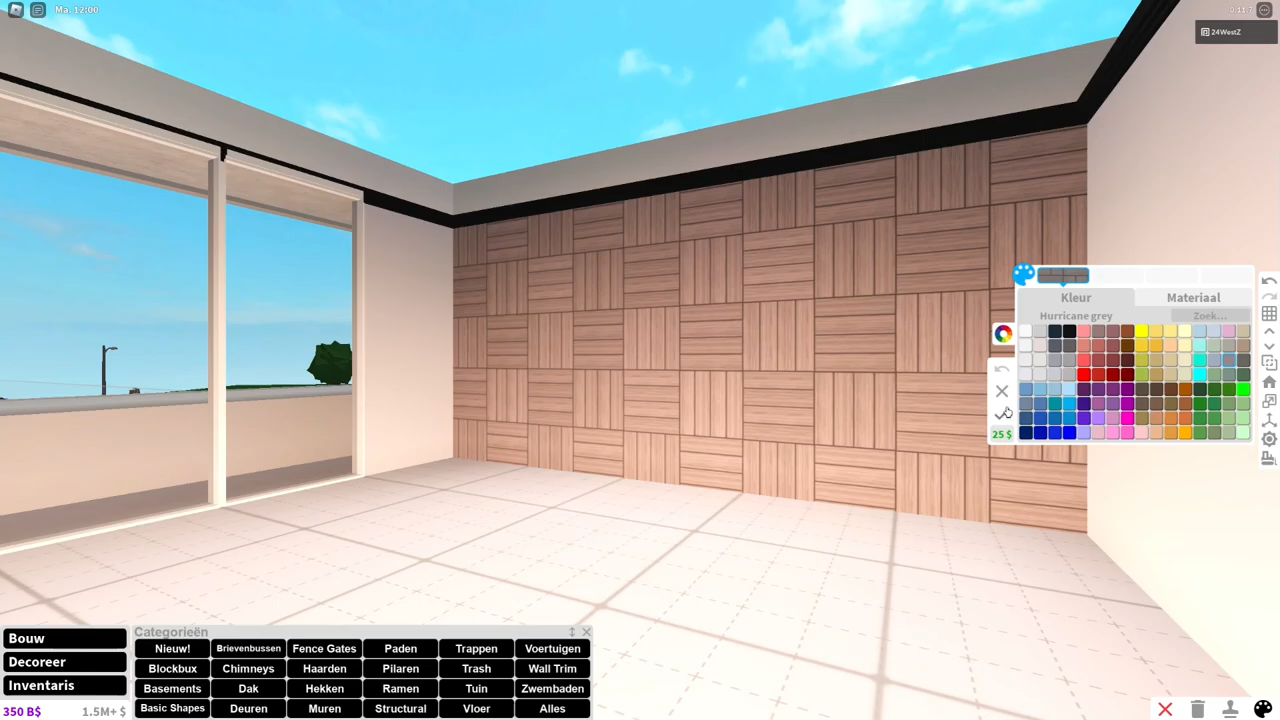 Ma. 12:00
24WestZ
Kleur
Materiaal
Hurricane grey
Zoek...
25 $
Bouw
Decoreer
Inventaris
350 B$
1.5M+ $
Categorieën
Nieuw!
Brievenbussen
Fence Gates
Paden
Trappen
Voertuigen
Blockbux
Chimneys
Haarden
Pilaren
Trash
Wall Trim
Basements
Dak
Hekken
Ramen
Tuin
Zwembaden
Basic Shapes
Deuren
Muren
Structural
Vloer
Alles